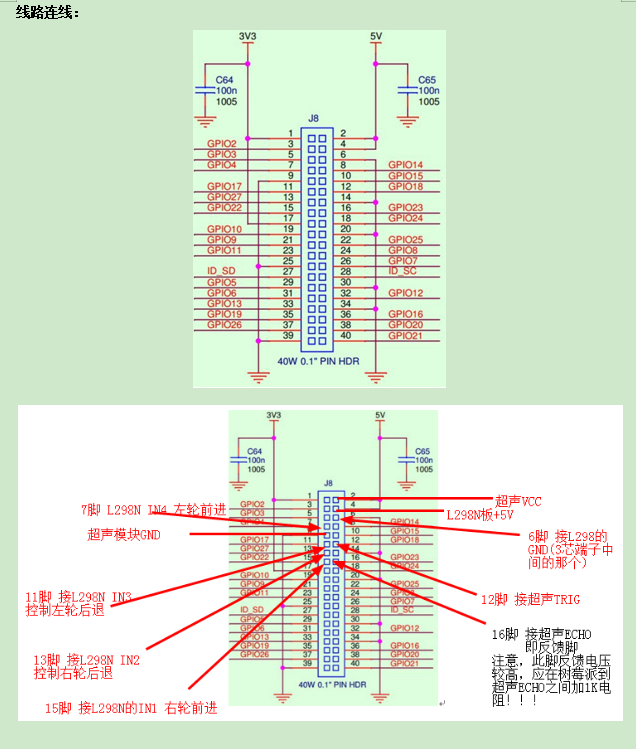 线路连线：
3V3 5V
C64 C65
100n 100n
1005 1005
J8
1 2
GPIO2 3 4
GPIO3 5 6
GPIO4 7 8 GPIO14
9 10 GPIO15
GPIO17 11 12 GPIO18
GPIO27 13 14
GPIO22 15 16 GPIO23
17 18 GPIO24
GPIO10 19 20
GPIO9 21 22 GPIO25
GPIO11 23 24 GPIO8
25 26 GPIO7
ID_SD 27 28 ID_SC
GPIO5 29 30
GPIO6 31 32 GPIO12
GPIO13 33 34
GPIO19 35 36 GPIO16
GPIO26 37 38 GPIO20
39 40 GPIO21
40W 0.1" PIN HDR
3V3 5V
C64 C65
100n 100n
1005 1005
J8
1 2
超声VCC
GPIO2 3 4
L298N板+5V
GPIO3 5
7脚 L298N IN4 左轮前进
GPIO14
超声模块GND
10 GPIO15
6脚 接L298的
GND(3芯端子中
间的那个)
GPIO17 11 12 GPIO18
GPIO27 14
GPIO22 16 GPIO23
18 GPIO24
GPIO10 20
GPIO9 21 22 GPIO25
GPIO11 23 24 GPIO8
25 26 GPIO7
ID_SD 27 28 ID_SC
29 30
GPIO6 31 32 GPIO12
GPIO13 33 34
GPIO19 35 36 GPIO16
GPIO26 37 38 GPIO20
39 40 GPIO21
40W 0.1" PIN HDR
11脚 接L298N IN3
控制左轮后退
12脚 接超声TRIG
13脚 接L298N IN2
控制右轮后退
16脚 接超声ECHO
即反馈脚
注意，此脚反馈电压
较高，应在树莓派到
超声ECHO之间加1K电
阻！！！
15脚 接L298N的IN1 右轮前进